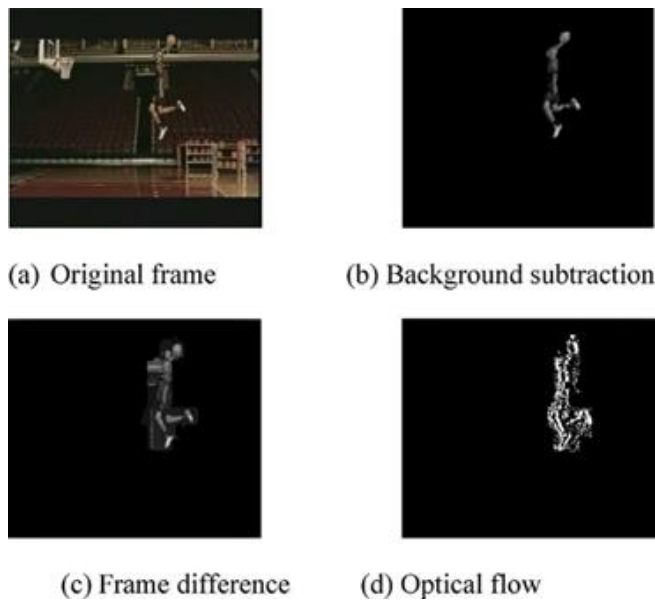 (a) Original frame
(b) Background subtraction
(c) Frame difference
(d) Optical flow